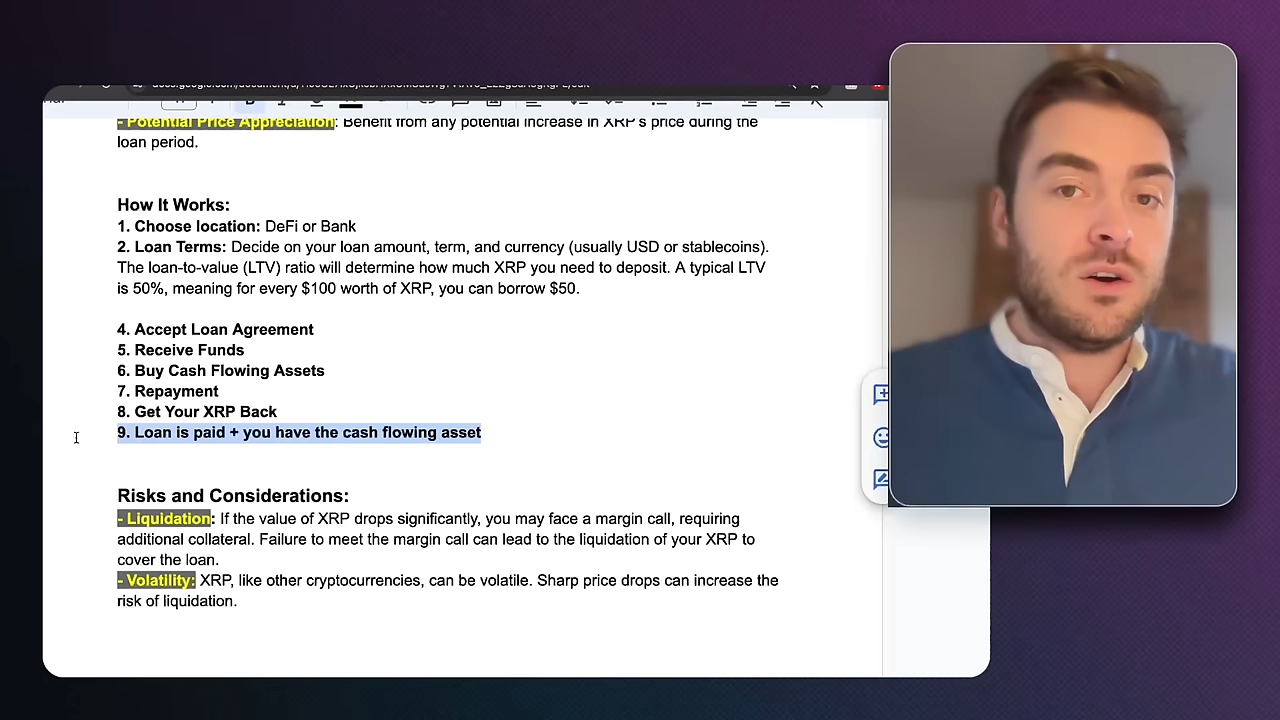 - Potential Price Appreciation: Benefit from any potential increase in XRP's price during the
loan period.
How It Works:
1. Choose location: DeFi or Bank
2. Loan Terms: Decide on your loan amount, term, and currency (usually USD or stablecoins).
The loan-to-value (LTV) ratio will determine how much XRP you need to deposit. A typical LTV
is 50%, meaning for every $100 worth of XRP, you can borrow $50.
4. Accept Loan Agreement
5. Receive Funds
6. Buy Cash Flowing Assets
7. Repayment
8. Get Your XRP Back
9. Loan is paid + you have the cash flowing asset
Risks and Considerations:
- Liquidation: If the value of XRP drops significantly, you may face a margin call, requiring
additional collateral. Failure to meet the margin call can lead to the liquidation of your XRP to
cover the loan.
- Volatility: XRP, like other cryptocurrencies, can be volatile. Sharp price drops can increase the
risk of liquidation.